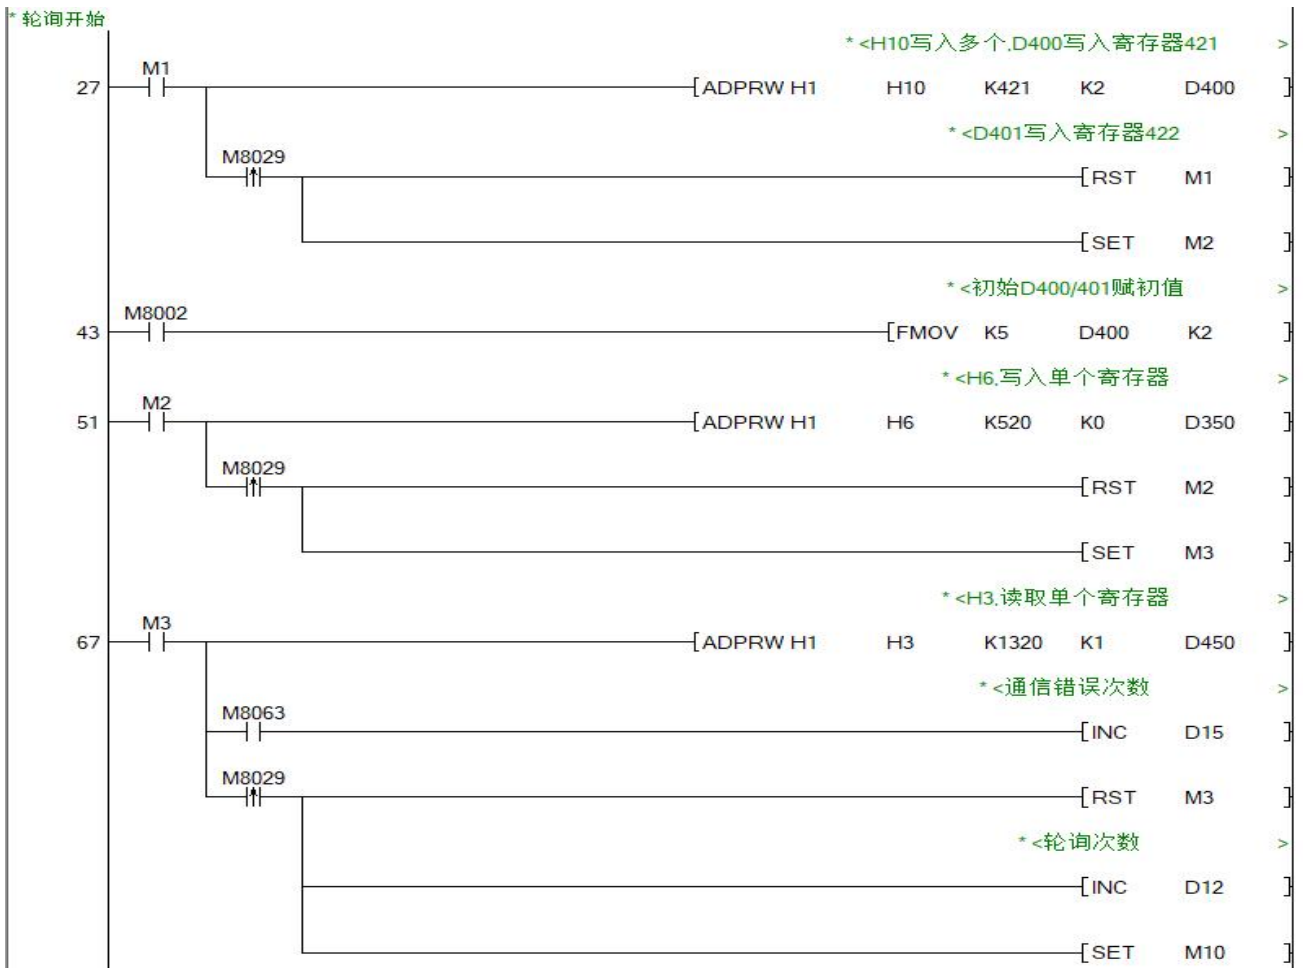 * 轮询开始
* <H10写入多个,D400写入寄存器421 >
M1
27 [ADPRW H1 H10 K421 K2 D400 ]
* <D401写入寄存器422 >
M8029
[RST M1 ]
[SET M2 ]
* <初始D400/401赋初值 >
M8002
43 [FMOV K5 D400 K2 ]
* <H6,写入单个寄存器 >
M2
51 [ADPRW H1 H6 K520 K0 D350 ]
M8029
[RST M2 ]
[SET M3 ]
* <H3,读取单个寄存器 >
M3
67 [ADPRW H1 H3 K1320 K1 D450 ]
* <通信错误次数 >
M8063
[INC D15 ]
M8029
[RST M3 ]
* <轮询次数 >
[INC D12 ]
[SET M10 ]